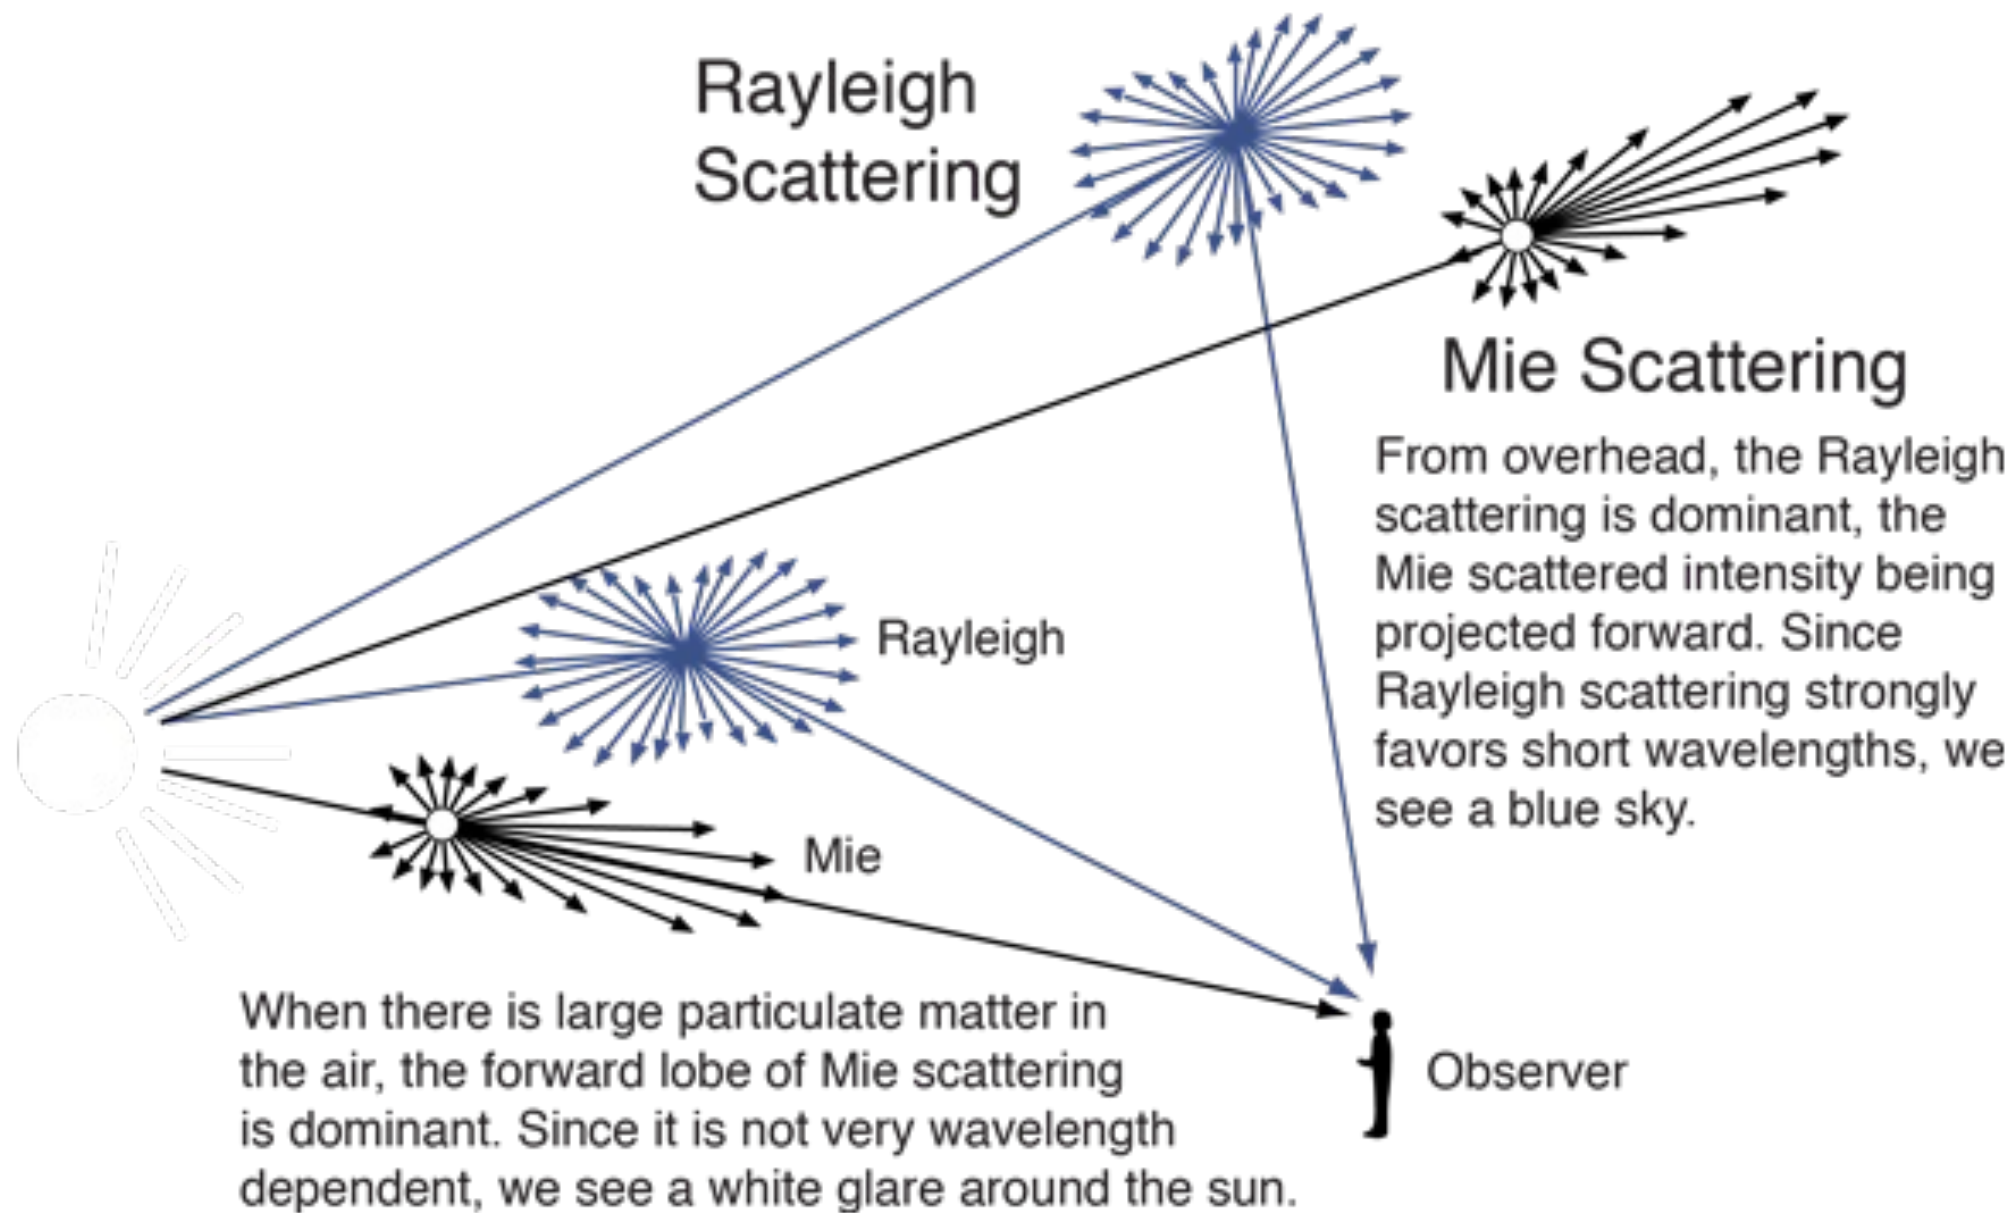 Rayleigh
Scattering
Mie Scattering
From overhead, the Rayleigh
scattering is dominant, the
Mie scattered intensity being
projected forward. Since
Rayleigh scattering strongly
favors short wavelengths, we
see a blue sky.
Rayleigh
Mie
When there is large particulate matter in
the air, the forward lobe of Mie scattering
is dominant. Since it is not very wavelength
dependent, we see a white glare around the sun.
Observer